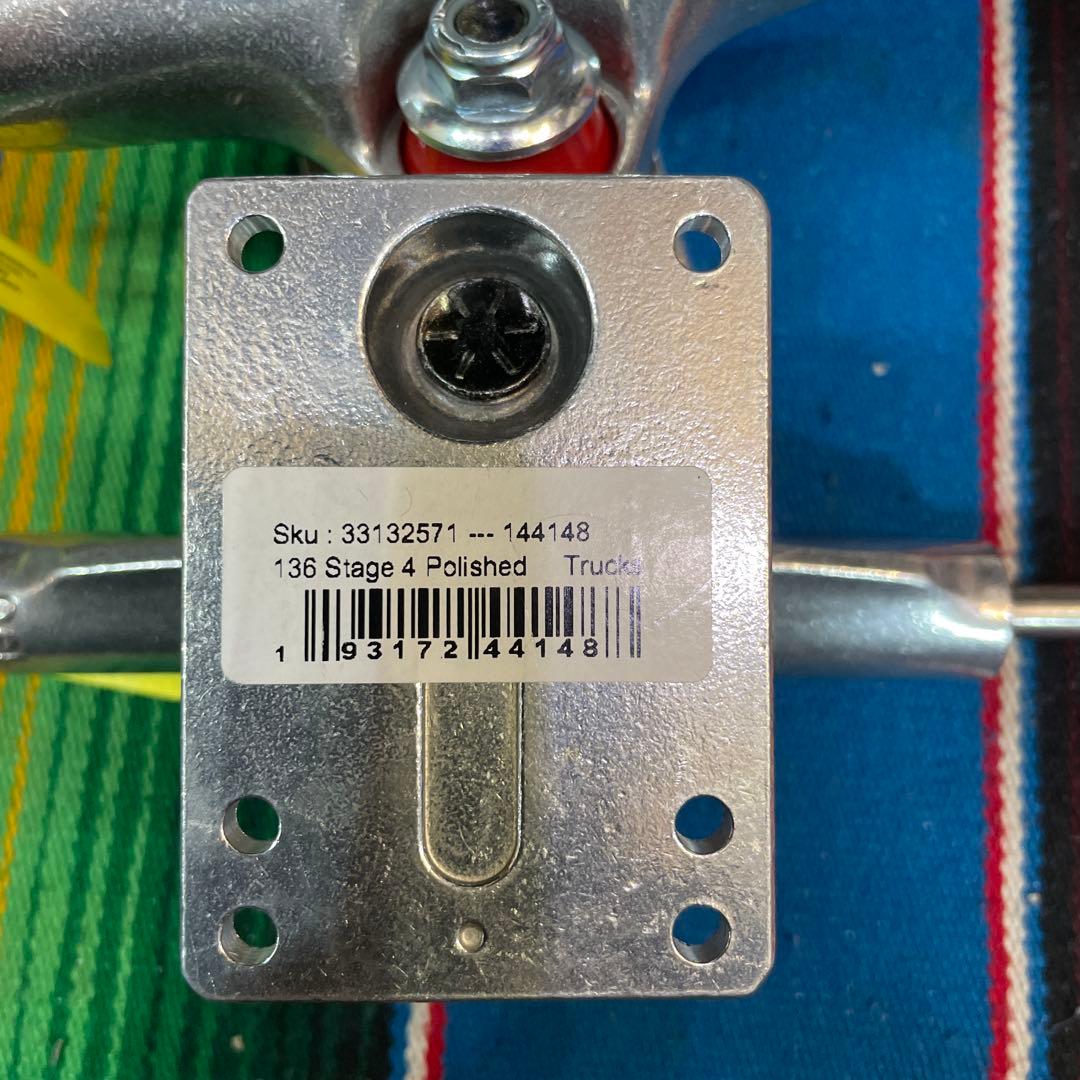 Sku : 33132571 --- 144148
136 Stage 4 Polished Trucks
1 93172 44148